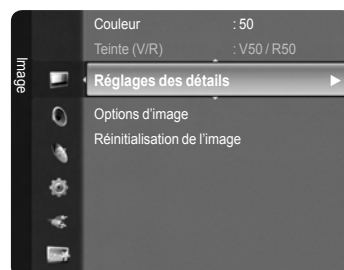 Image
Couleur : 50
Teinte (V/R) : V50 / R50
Réglages des détails
Options d’image
Réinitialisation de l’image